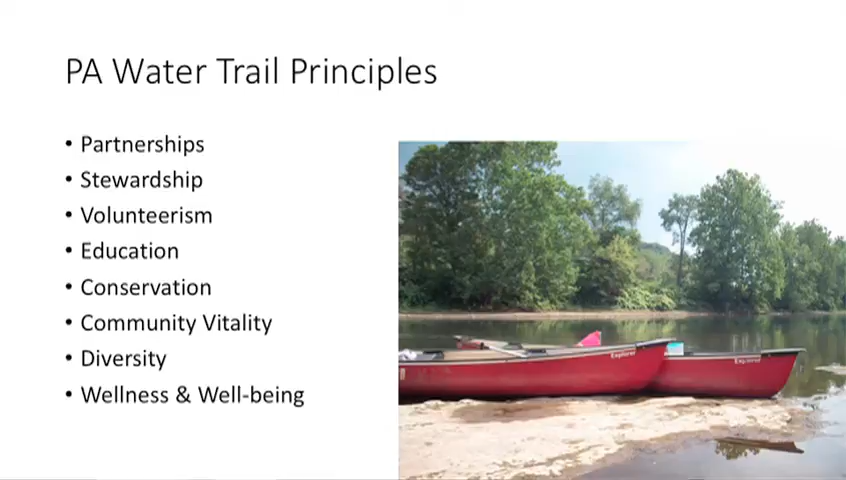 PA Water Trail Principles
• Partnerships
• Stewardship
• Volunteerism
• Education
• Conservation
• Community Vitality
• Diversity
• Wellness & Well-being
Explorer
Explorer